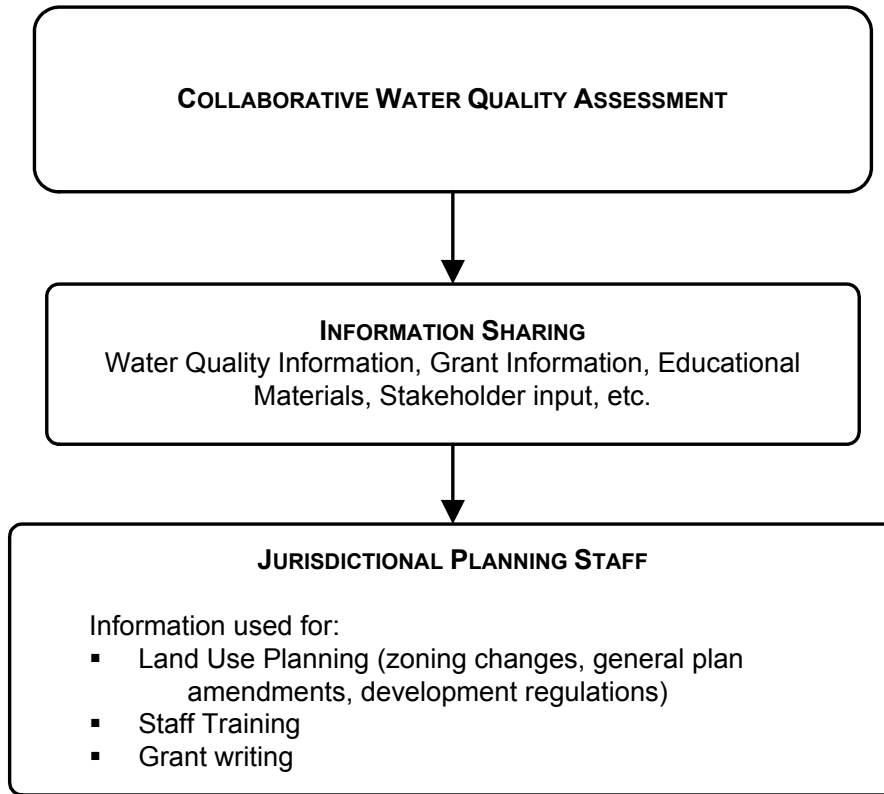 COLLABORATIVE WATER QUALITY ASSESSMENT
INFORMATION SHARING
Water Quality Information, Grant Information, Educational
Materials, Stakeholder input, etc.
JURISDICTIONAL PLANNING STAFF
Information used for:
▪ Land Use Planning (zoning changes, general plan
amendments, development regulations)
▪ Staff Training
▪ Grant writing